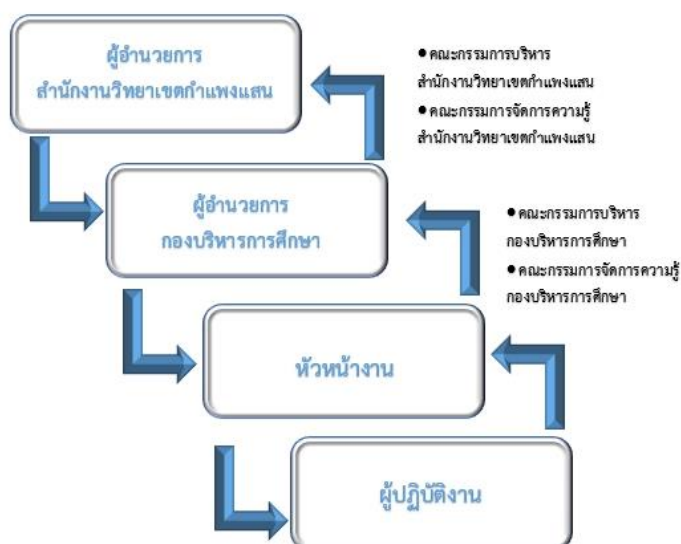 ผู้อำนวยการ
สำนักงานวิทยาเขตกำแพงแสน
● คณะกรรมการบริหาร
สำนักงานวิทยาเขตกำแพงแสน
● คณะกรรมการจัดการความรู้
สำนักงานวิทยาเขตกำแพงแสน
ผู้อำนวยการ
กองบริหารการศึกษา
● คณะกรรมการบริหาร
กองบริหารการศึกษา
● คณะกรรมการจัดการความรู้
กองบริหารการศึกษา
หัวหน้างาน
ผู้ปฏิบัติงาน